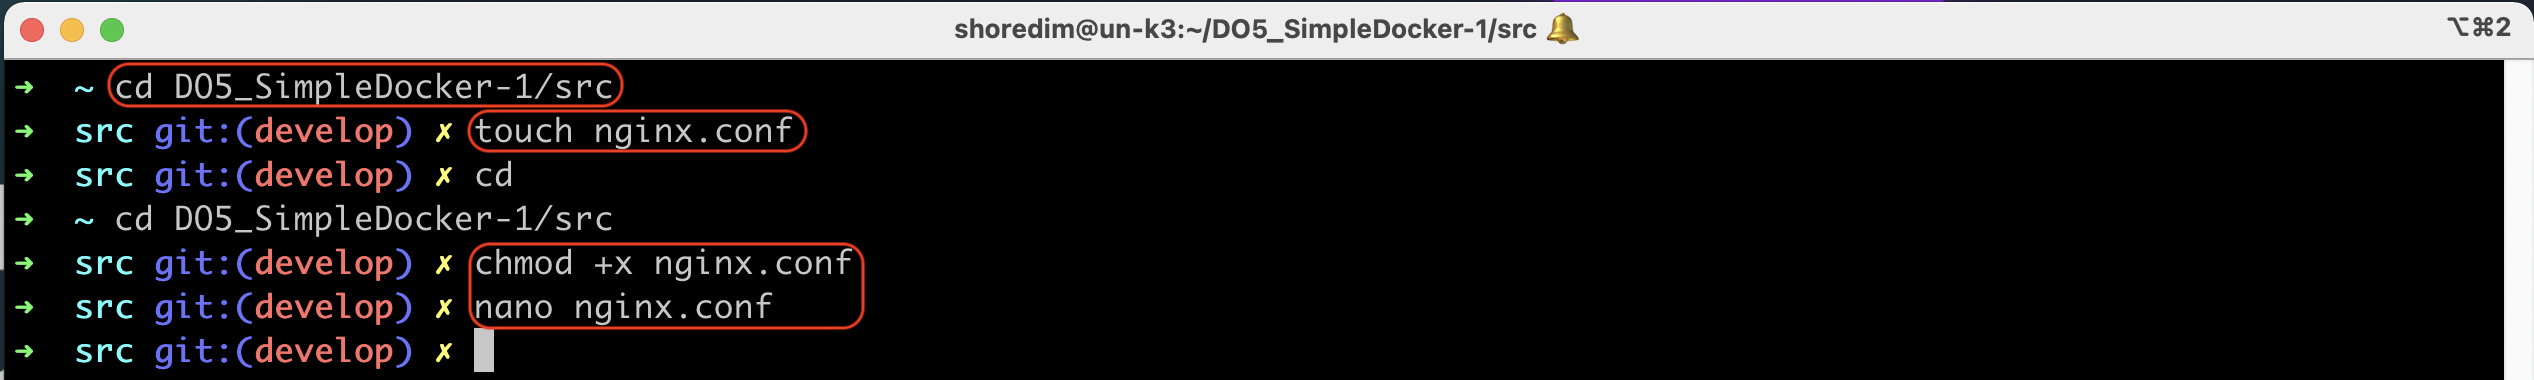 shoredim@un-k3:~/DO5_SimpleDocker-1/src 🔔 ⌥⌘2
➜ ~ cd DO5_SimpleDocker-1/src
➜ src git:(develop) ✗ touch nginx.conf
➜ src git:(develop) ✗ cd
➜ ~ cd DO5_SimpleDocker-1/src
➜ src git:(develop) ✗ chmod +x nginx.conf
➜ src git:(develop) ✗ nano nginx.conf
➜ src git:(develop) ✗